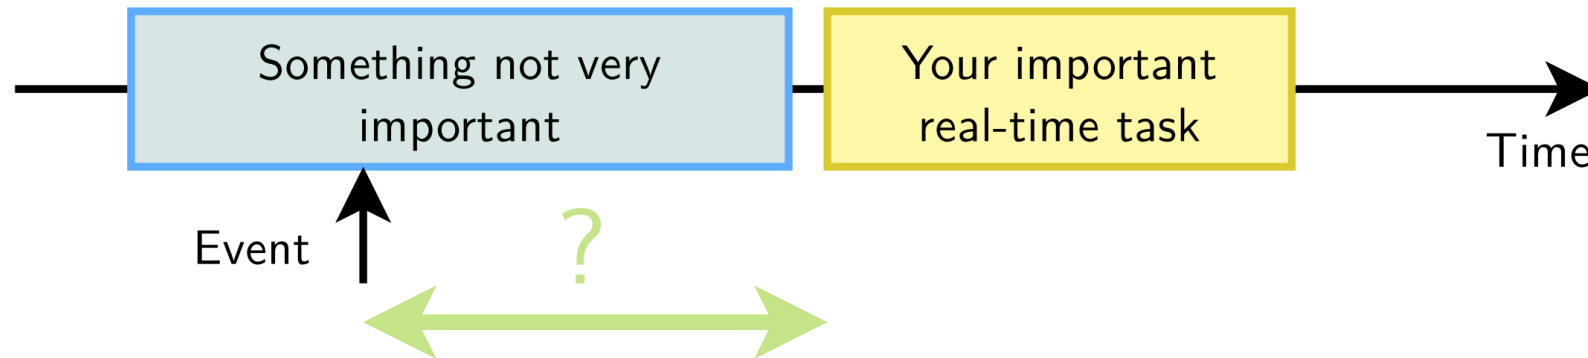 Something not very
important
Your important
real-time task
Time
Event
?